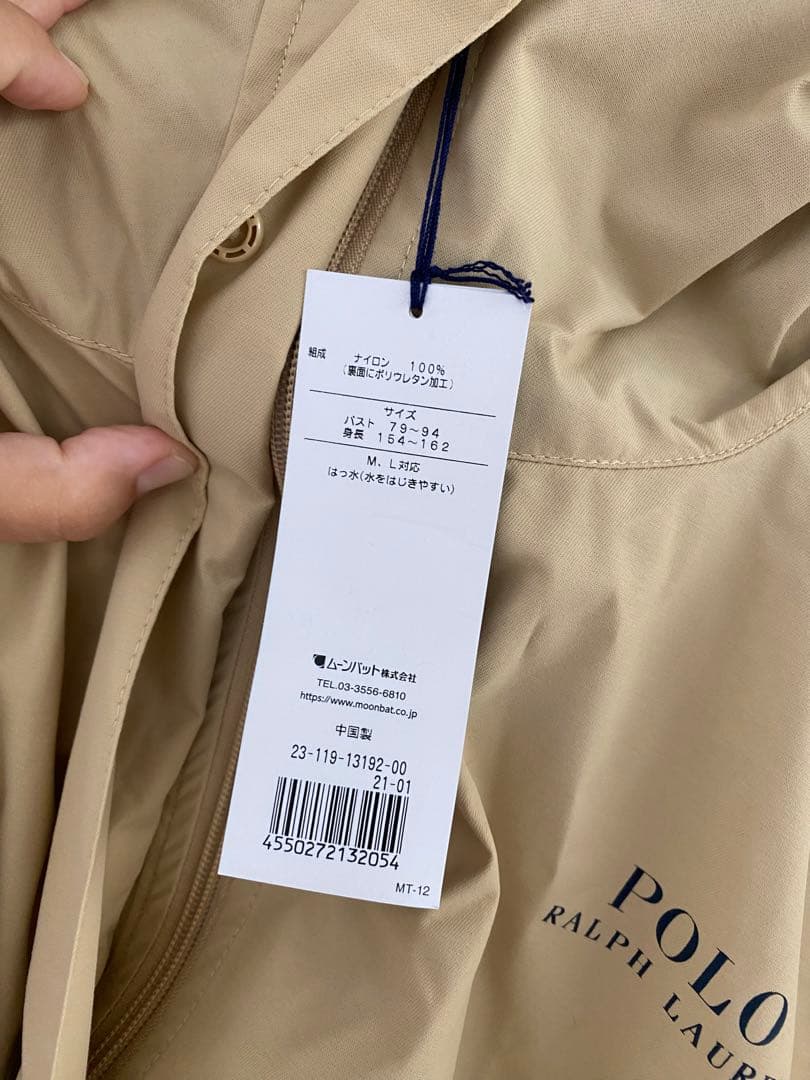 組成 ナイロン 100%
(裏面にポリウレタン加工)
サイズ
バスト 79~94
身長 154~162
M、L対応
はっ水(水をはじきやすい)
ムーンバット株式会社
TEL.03-3556-6810
https://www.moonbat.co.jp
中国製
23-119-13192-00
21-01
4550272132054
MT-12
POLO
RALPH LAURE